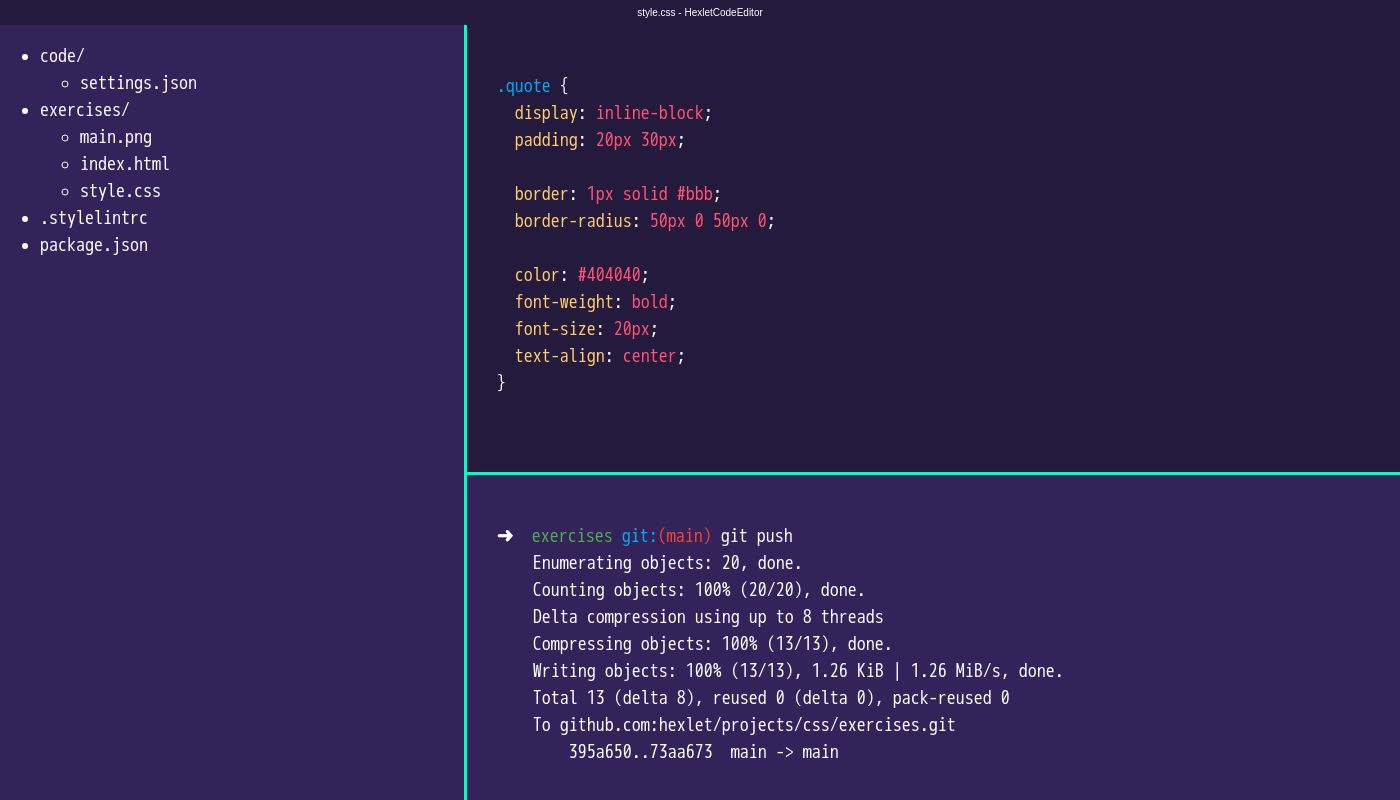 style.css - HexletCodeEditor
code/
settings.json
exercises/
main.png
index.html
style.css
.stylelintrc
package.json
.quote {
  display: inline-block;
  padding: 20px 30px;

  border: 1px solid #bbb;
  border-radius: 50px 0 50px 0;

  color: #404040;
  font-weight: bold;
  font-size: 20px;
  text-align: center;
}
➜  exercises git:(main) git push
Enumerating objects: 20, done.
Counting objects: 100% (20/20), done.
Delta compression using up to 8 threads
Compressing objects: 100% (13/13), done.
Writing objects: 100% (13/13), 1.26 KiB | 1.26 MiB/s, done.
Total 13 (delta 8), reused 0 (delta 0), pack-reused 0
To github.com:hexlet/projects/css/exercises.git
    395a650..73aa673  main -> main